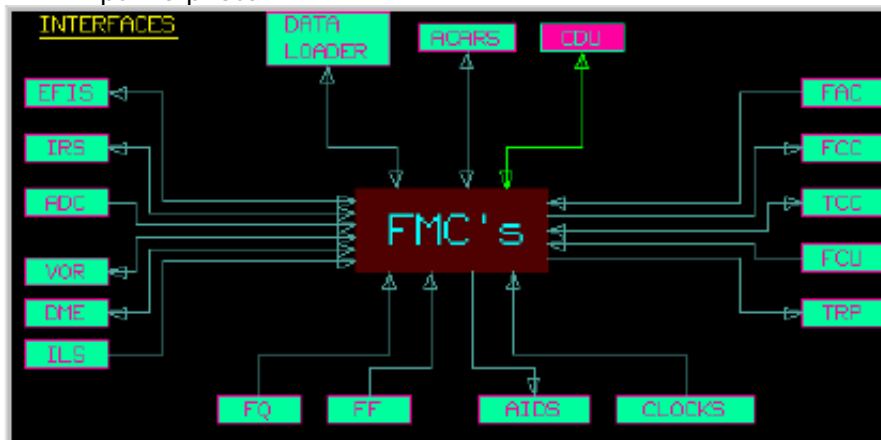 INTERFACES
DATA
LOADER
ACARS
CDU
EFIS
FAC
IRS
FCC
ADC
TCC
FMC's
VOR
FCU
DME
TRP
ILS
FQ
FF
AIDS
CLOCKS